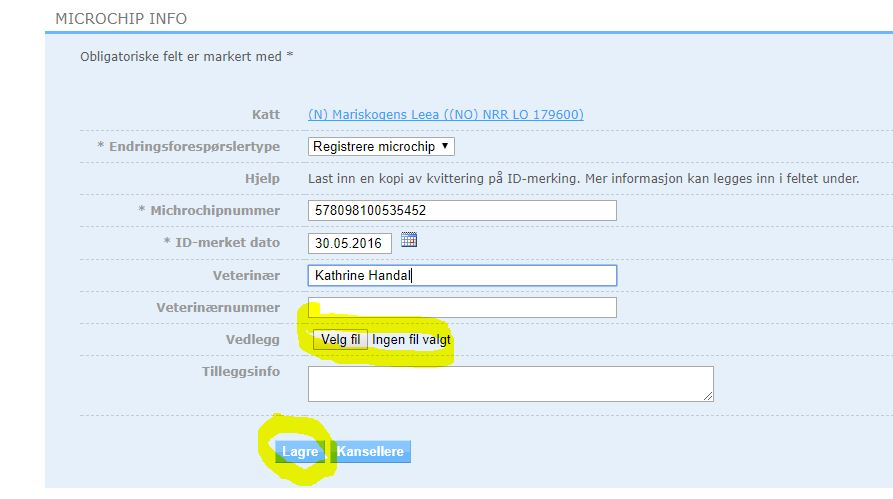 MICROCHIP INFO
Obligatoriske felt er markert med *
Katt (N) Mariskogens Leea ((NO) NRR LO 179600)
* Endringsforespørslertype Registrere microchip
Hjelp Last inn en kopi av kvittering på ID-merking. Mer informasjon kan legges inn i feltet under.
* Michrochipnummer 578098100535452
* ID-merket dato 30.05.2016
Veterinær Kathrine Handal
Veterinærnummer
Vedlegg Velg fil Ingen fil valgt
Tilleggsinfo
Lagre Kansellere